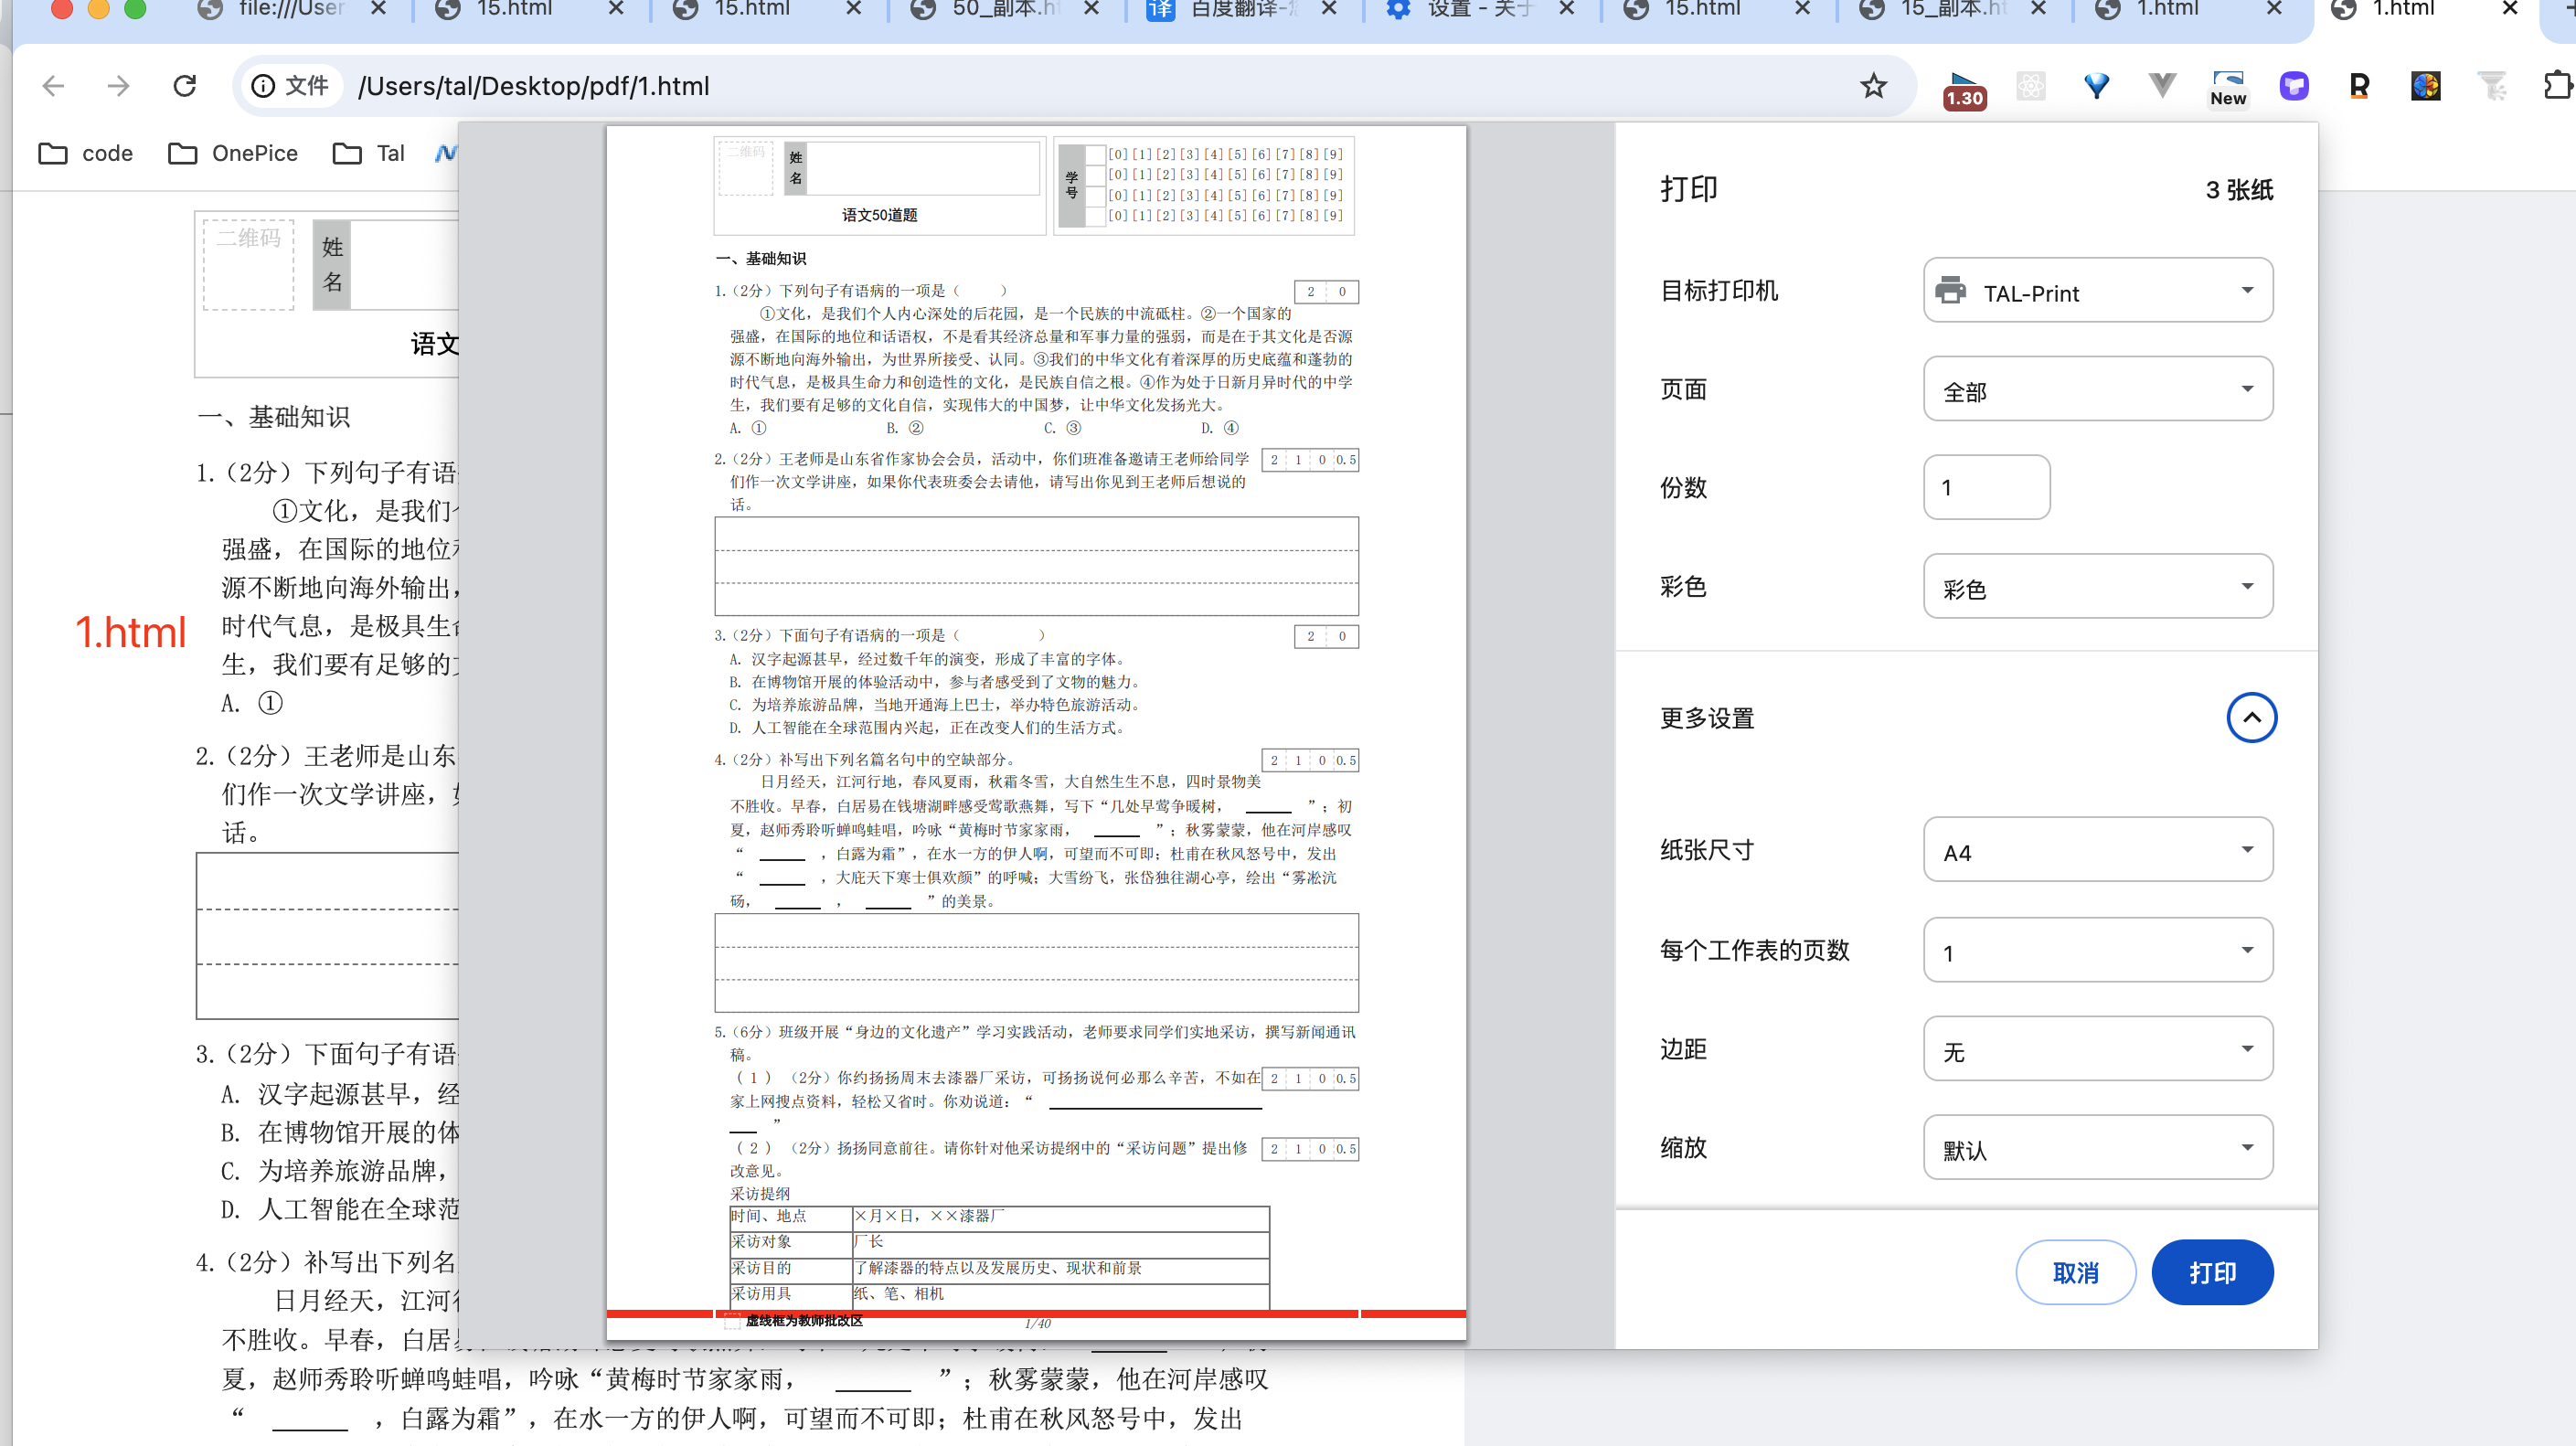 file:///User
15.html
15.html
50_副本.ht
译 百度翻译-您
设置 - 关于
15.html
15_副本.ht
1.html
1.html
文件 /Users/tal/Desktop/pdf/1.html
1.30
New
code
OnePice
Tal
二维码
姓名
语文
一、基础知识
1.（2分）下列句子有语
①文化，是我们
强盛，在国际的地位
源不断地向海外输出，
时代气息，是极具生
生，我们要有足够的
A. ①
1.html
2.（2分）王老师是山东
们作一次文学讲座，
话。
3.（2分）下面句子有语
A. 汉字起源甚早，经
B. 在博物馆开展的体
C. 为培养旅游品牌，
D. 人工智能在全球范
4.（2分）补写出下列名
日月经天，江河
不胜收。早春，白居
夏，赵师秀聆听蝉鸣蛙唱，吟咏“黄梅时节家家雨，______”；秋雾蒙蒙，他在河岸感叹
“______，白露为霜”，在水一方的伊人啊，可望而不可即；杜甫在秋风怒号中，发出
二维码
姓名
语文50道题
学号
[0] [1] [2] [3] [4] [5] [6] [7] [8] [9]
[0] [1] [2] [3] [4] [5] [6] [7] [8] [9]
[0] [1] [2] [3] [4] [5] [6] [7] [8] [9]
[0] [1] [2] [3] [4] [5] [6] [7] [8] [9]
一、基础知识
1.（2分）下列句子有语病的一项是（　　） 2 0
①文化，是我们个人内心深处的后花园，是一个民族的中流砥柱。②一个国家的
强盛，在国际的地位和话语权，不是看其经济总量和军事力量的强弱，而是在于其文化是否源
源不断地向海外输出，为世界所接受、认同。③我们的中华文化有着深厚的历史底蕴和蓬勃的
时代气息，是极具生命力和创造性的文化，是民族自信之根。④作为处于日新月异时代的中学
生，我们要有足够的文化自信，实现伟大的中国梦，让中华文化发扬光大。
A. ① B. ② C. ③ D. ④
2.（2分）王老师是山东省作家协会会员，活动中，你们班准备邀请王老师给同学 2 1 0 0.5
们作一次文学讲座，如果你代表班委会去请他，请写出你见到王老师后想说的
话。
3.（2分）下面句子有语病的一项是（　　） 2 0
A. 汉字起源甚早，经过数千年的演变，形成了丰富的字体。
B. 在博物馆开展的体验活动中，参与者感受到了文物的魅力。
C. 为培养旅游品牌，当地开通海上巴士，举办特色旅游活动。
D. 人工智能在全球范围内兴起，正在改变人们的生活方式。
4.（2分）补写出下列名篇名句中的空缺部分。 2 1 0 0.5
日月经天，江河行地，春风夏雨，秋霜冬雪，大自然生生不息，四时景物美
不胜收。早春，白居易在钱塘湖畔感受莺歌燕舞，写下“几处早莺争暖树，______”；初
夏，赵师秀聆听蝉鸣蛙唱，吟咏“黄梅时节家家雨，______”；秋雾蒙蒙，他在河岸感叹
“______，白露为霜”，在水一方的伊人啊，可望而不可即；杜甫在秋风怒号中，发出
“______，大庇天下寒士俱欢颜”的呼喊；大雪纷飞，张岱独往湖心亭，绘出“雾凇沆
砀，______，______”的美景。
5.（6分）班级开展“身边的文化遗产”学习实践活动，老师要求同学们实地采访，撰写新闻通讯
稿。
（1）（2分）你约扬扬周末去漆器厂采访，可扬扬说何必那么辛苦，不如在 2 1 0 0.5
家上网搜点资料，轻松又省时。你劝说道：“______
___”
（2）（2分）扬扬同意前往。请你针对他采访提纲中的“采访问题”提出修 2 1 0 0.5
改意见。
采访提纲
时间、地点 ×月×日，××漆器厂
采访对象 厂长
采访目的 了解漆器的特点以及发展历史、现状和前景
采访用具 纸、笔、相机
虚线框为教师批改区 1/40
打印 3 张纸
目标打印机 TAL-Print
页面 全部
份数 1
彩色 彩色
更多设置
纸张尺寸 A4
每个工作表的页数 1
边距 无
缩放 默认
取消 打印